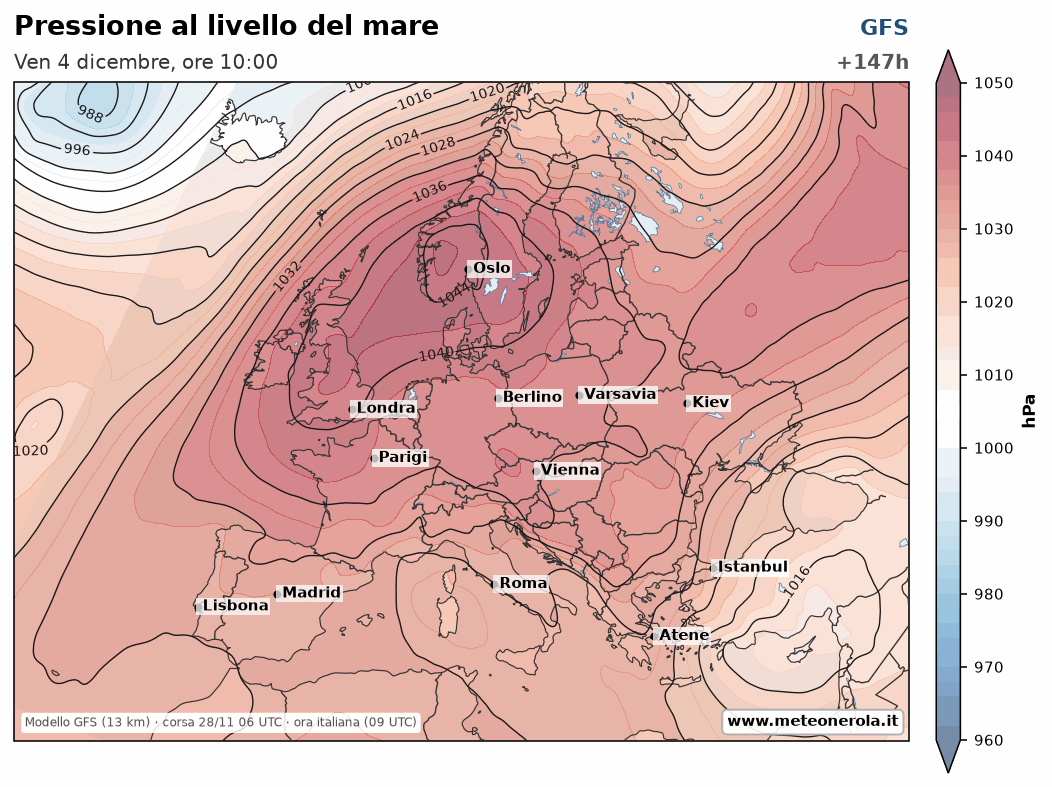 Pressione al livello del mare
GFS
Ven 4 dicembre, ore 10:00
+147h
988
996
1016
1020
1024
1028
1036
1032
1044
1040
1020
1016
Oslo
Londra
Berlino
Varsavia
Kiev
Parigi
Vienna
Istanbul
Roma
Madrid
Lisbona
Atene
Modello GFS (13 km) · corsa 28/11 06 UTC · ora italiana (09 UTC)
www.meteonerola.it
1050
1040
1030
1020
1010
1000
990
980
970
960
hPa